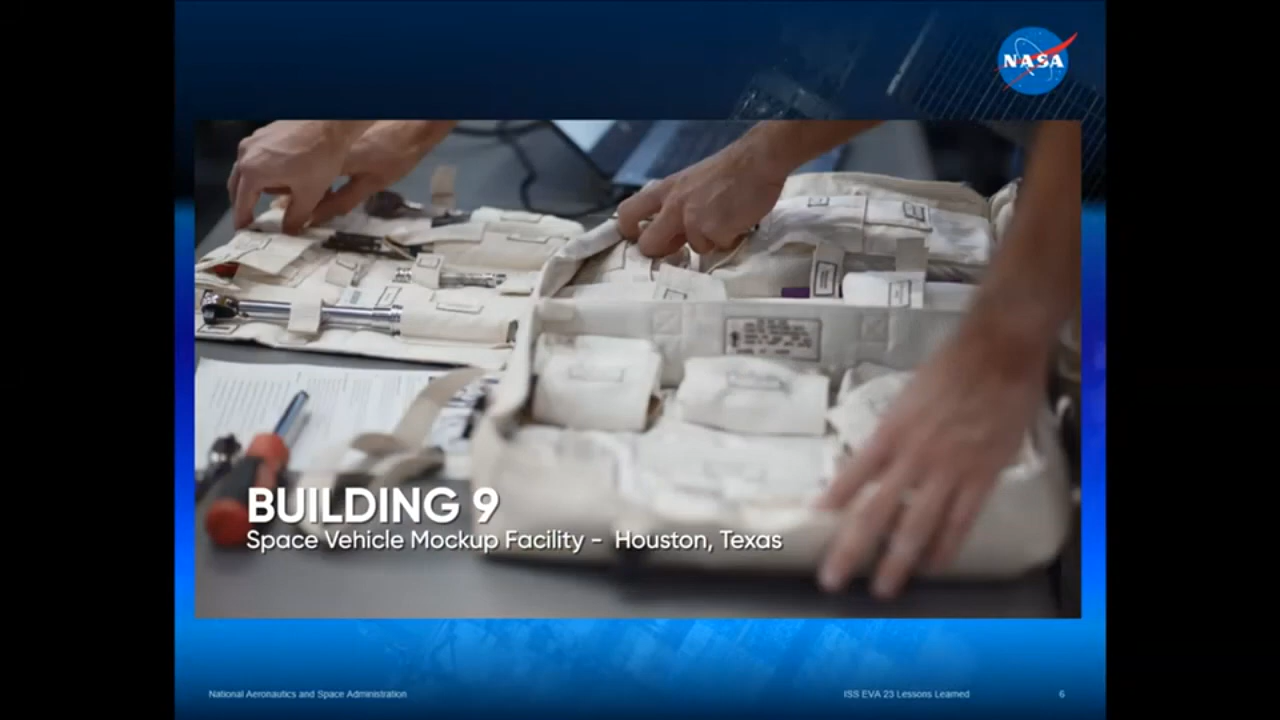 NASA
BUILDING 9
Space Vehicle Mockup Facility - Houston, Texas
National Aeronautics and Space Administration
ISS EVA 23 Lessons Learned
6